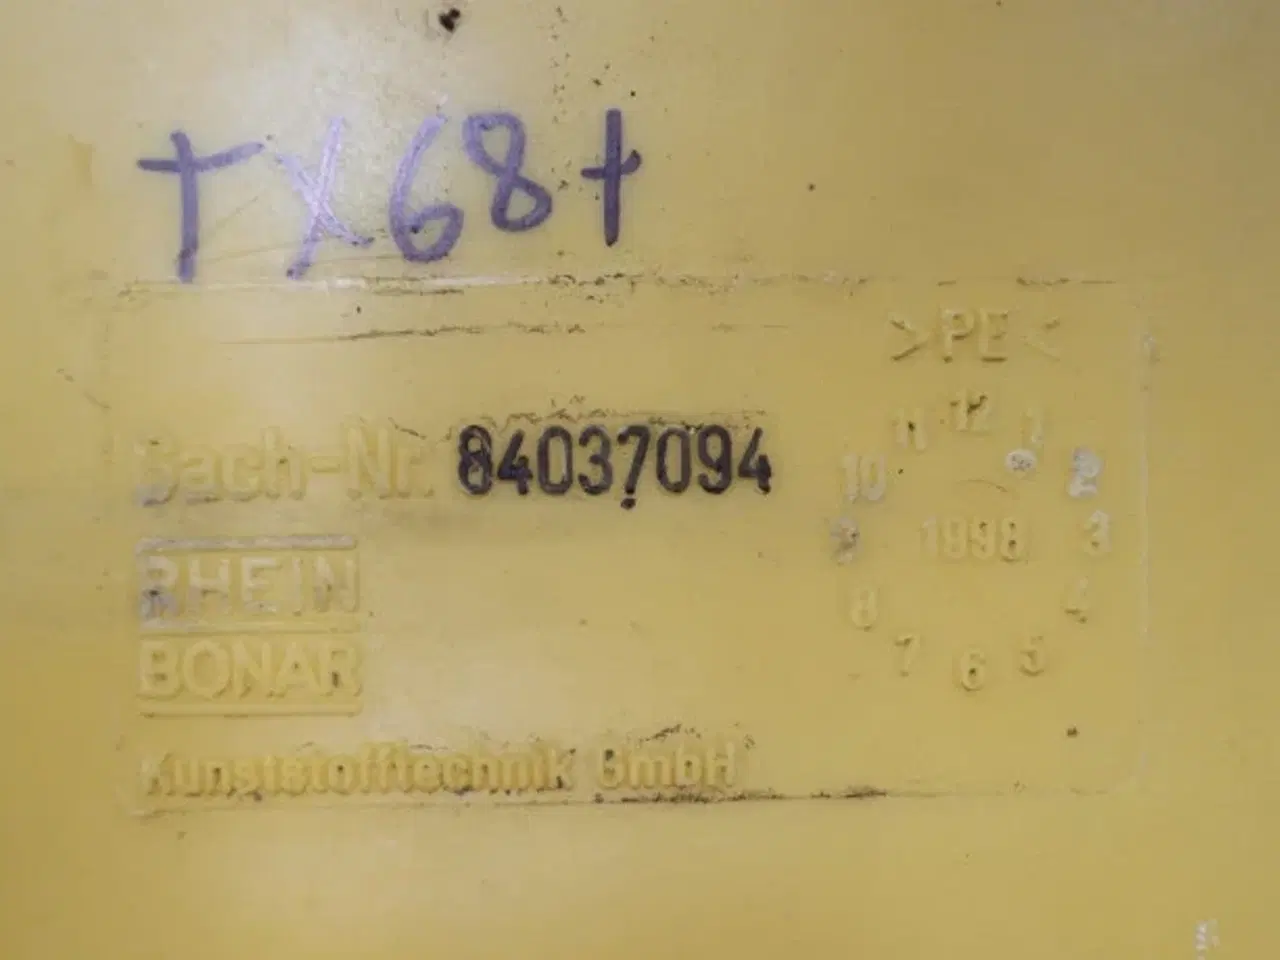 TX68+
>PE<
Sach-Nr. 84037094
11 12 1
10 2
9 1998 3
8 4
7 6 5
RHEIN
BONAR
Kunststofftechnik GmbH